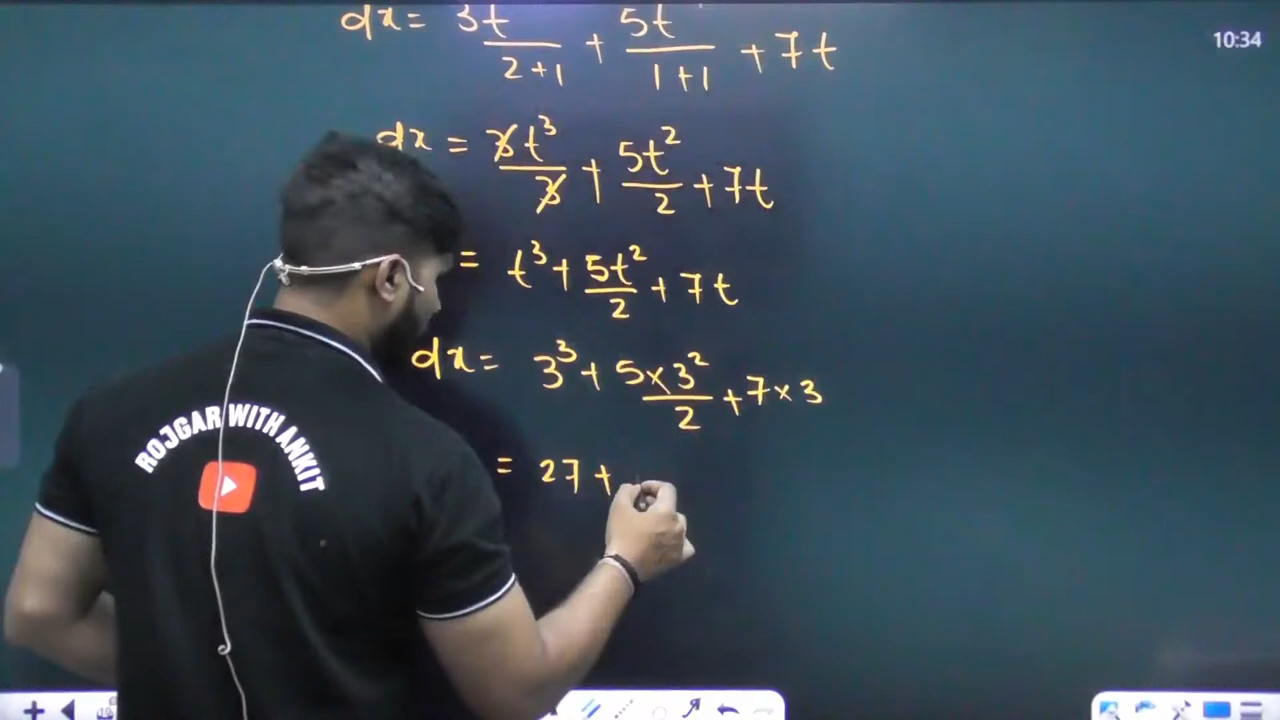 10:34
dx = 3t/2+1 + 5t/1+1 + 7t
dx = 3t³/3 + 5t²/2 + 7t
= t³ + 5t²/2 + 7t
dx = 3³ + 5×3²/2 + 7×3
= 27 +
ROJGAR WITH ANKIT